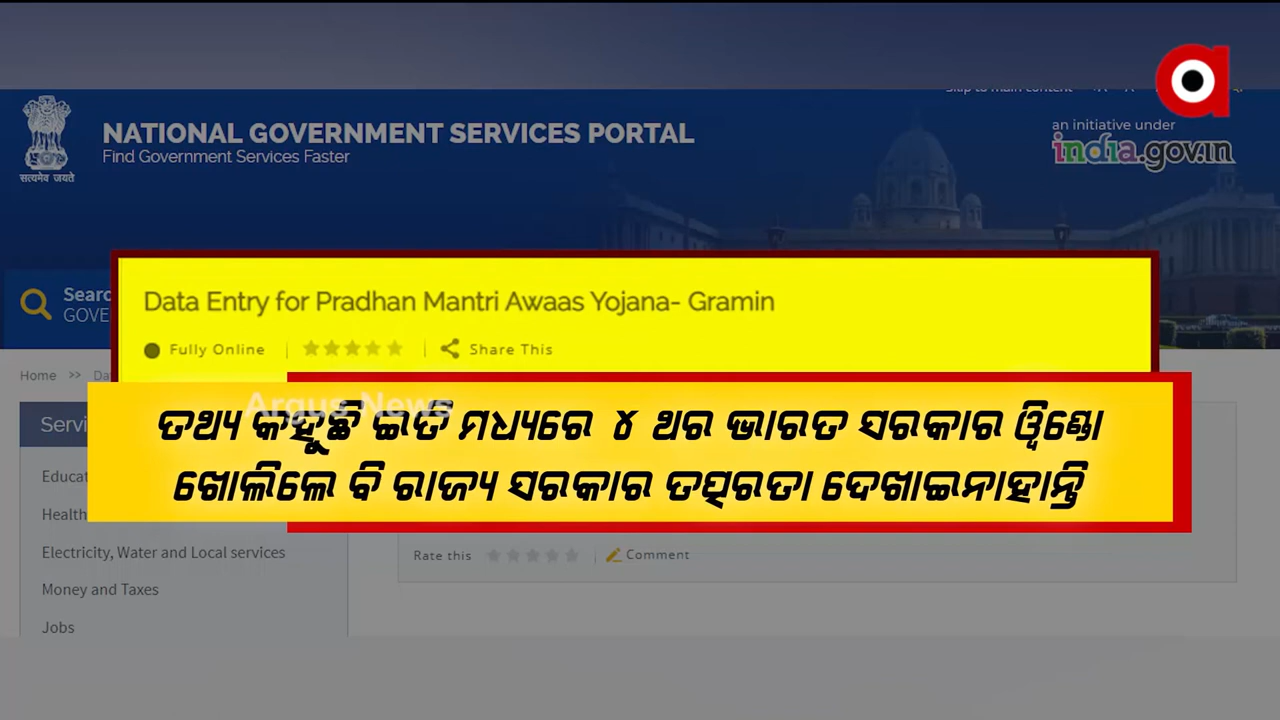 NATIONAL GOVERNMENT SERVICES PORTAL
Find Government Services Faster
सत्यमेव जयते
an initiative under
india.gov.in
Data Entry for Pradhan Mantri Awaas Yojana- Gramin
Fully Online
Share This
Home >>
Argus News
ତଥ୍ୟ କହୁଛି ଇତି ମଧ୍ୟରେ ୪ ଥର ଭାରତ ସରକାର ୱିଣ୍ଡୋ
ଖୋଲିଲେ ବି ରାଜ୍ୟ ସରକାର ତତ୍ପରତା ଦେଖାଇନାହାନ୍ତି
Electricity, Water and Local services
Money and Taxes
Jobs
Rate this
Comment